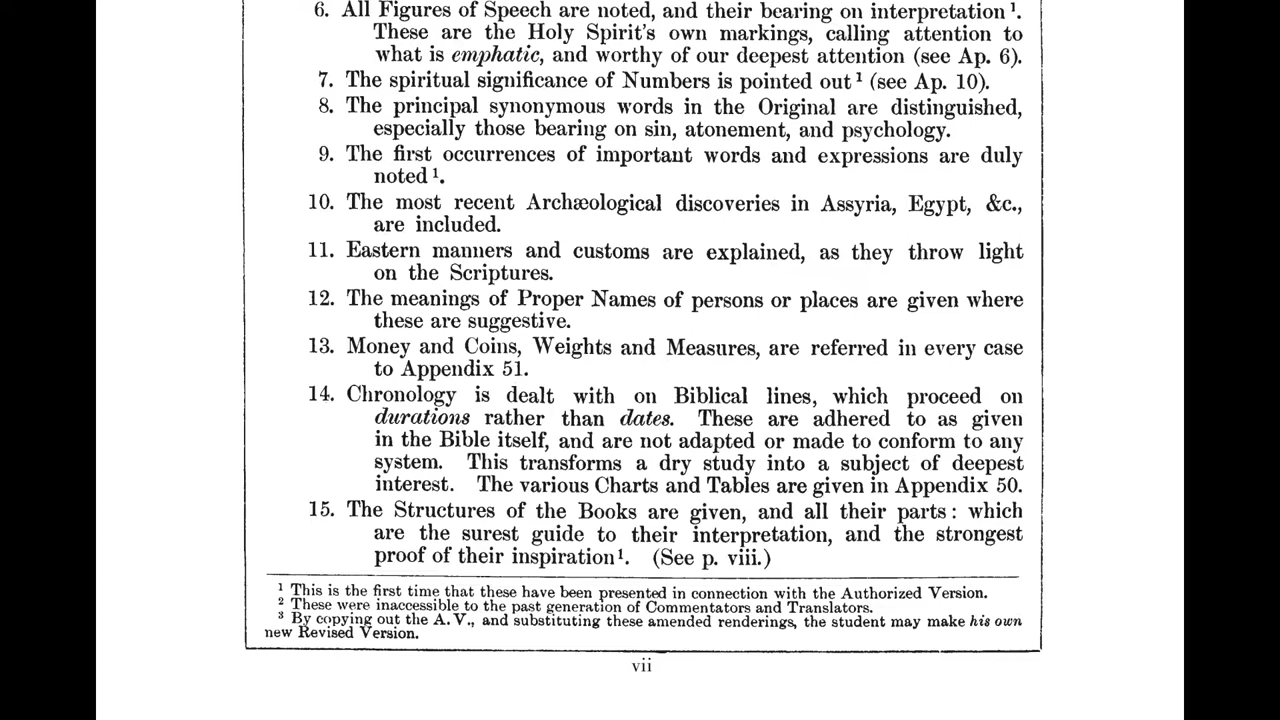 6. All Figures of Speech are noted, and their bearing on interpretation ¹.
These are the Holy Spirit's own markings, calling attention to
what is emphatic, and worthy of our deepest attention (see Ap. 6).
7. The spiritual significance of Numbers is pointed out ¹ (see Ap. 10).
8. The principal synonymous words in the Original are distinguished,
especially those bearing on sin, atonement, and psychology.
9. The first occurrences of important words and expressions are duly
noted ¹.
10. The most recent Archæological discoveries in Assyria, Egypt, &c.,
are included.
11. Eastern manners and customs are explained, as they throw light
on the Scriptures.
12. The meanings of Proper Names of persons or places are given where
these are suggestive.
13. Money and Coins, Weights and Measures, are referred in every case
to Appendix 51.
14. Chronology is dealt with on Biblical lines, which proceed on
durations rather than dates. These are adhered to as given
in the Bible itself, and are not adapted or made to conform to any
system. This transforms a dry study into a subject of deepest
interest. The various Charts and Tables are given in Appendix 50.
15. The Structures of the Books are given, and all their parts: which
are the surest guide to their interpretation, and the strongest
proof of their inspiration ¹. (See p. viii.)
¹ This is the first time that these have been presented in connection with the Authorized Version.
² These were inaccessible to the past generation of Commentators and Translators.
³ By copying out the A. V., and substituting these amended renderings, the student may make his own
new Revised Version.
vii